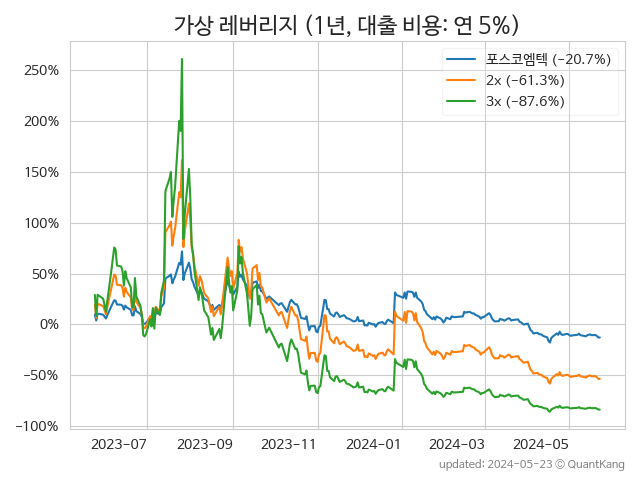 가상 레버리지 (1년, 대출 비용: 연 5%)
포스코엠텍 (−20.7%)
2x (−61.3%)
3x (−87.6%)
250%
200%
150%
100%
50%
0%
−50%
−100%
2023-07 2023-09 2023-11 2024-01 2024-03 2024-05
updated: 2024-05-23 ⓒ QuantKang